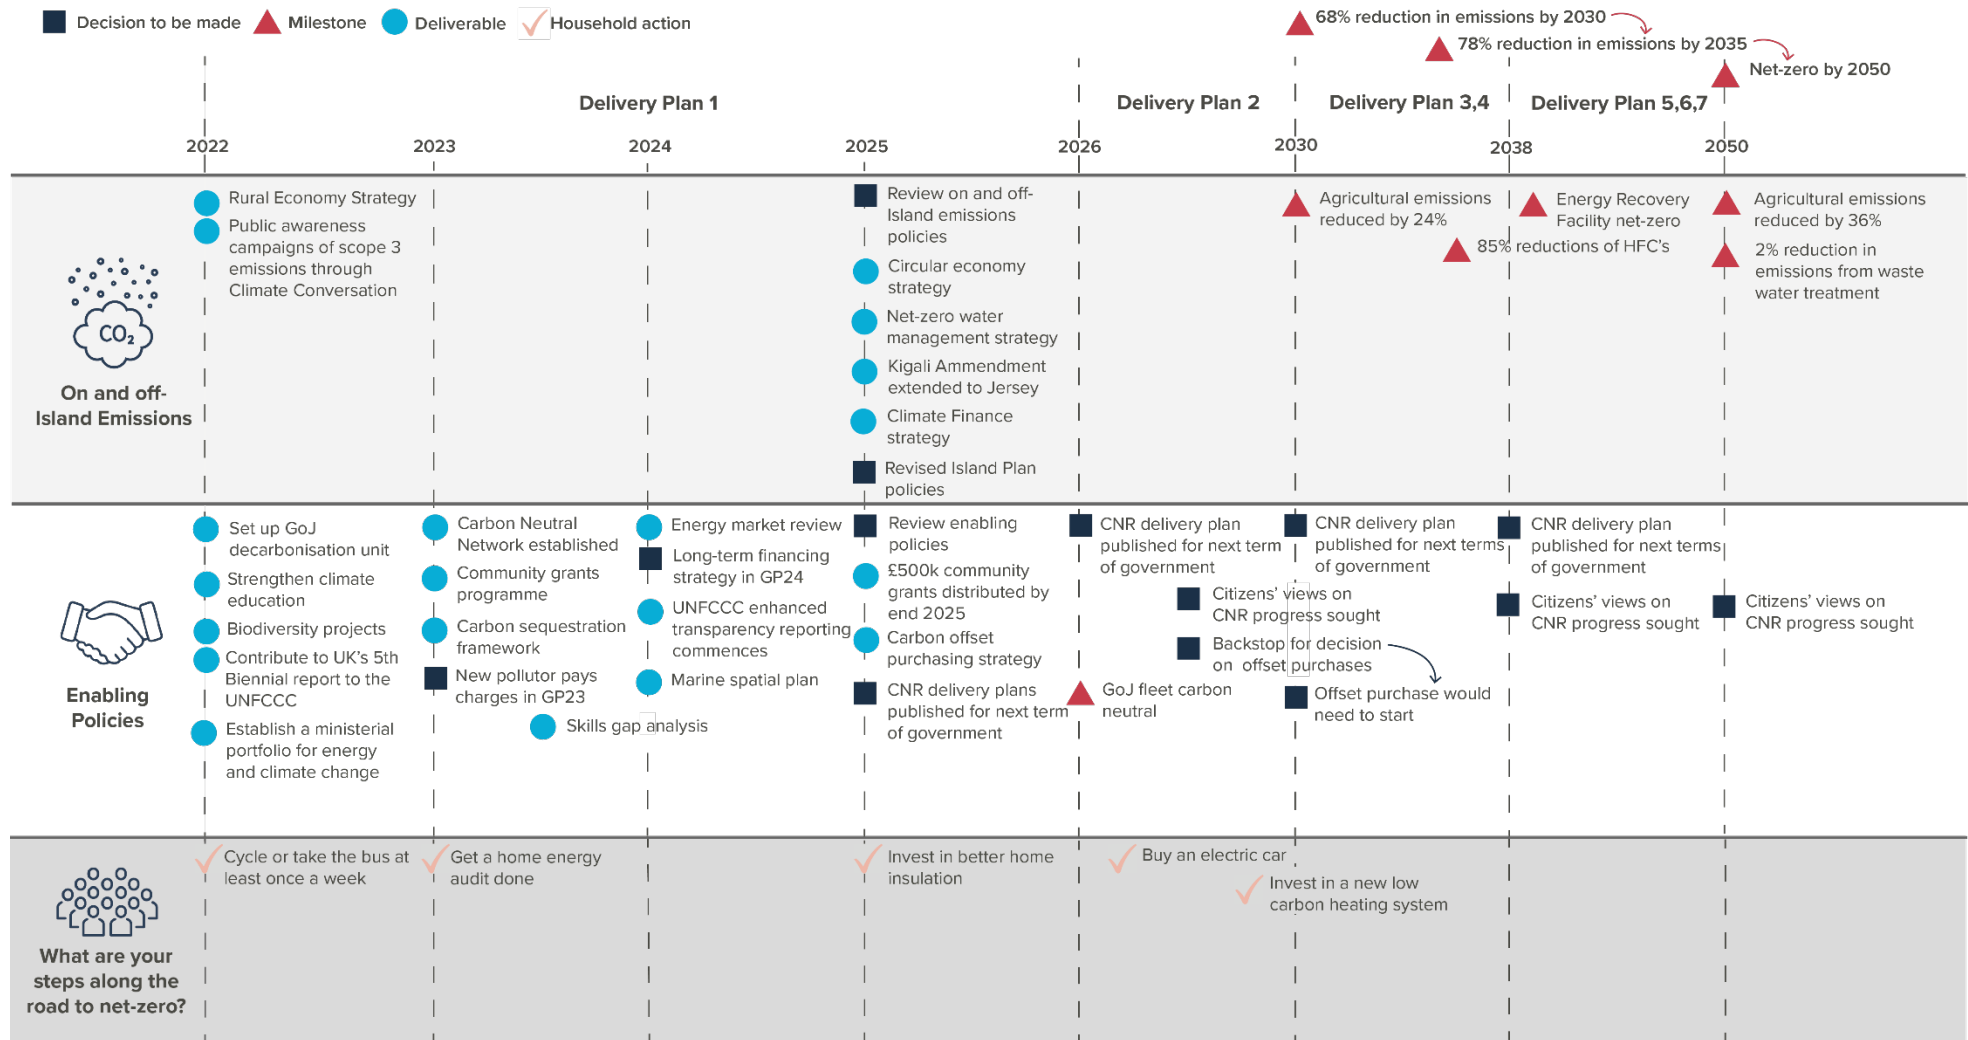 Decision to be made
Milestone
Deliverable
Household action
68% reduction in emissions by 2030
78% reduction in emissions by 2035
Net-zero by 2050
Delivery Plan 1
Delivery Plan 2
Delivery Plan 3,4
Delivery Plan 5,6,7
2022
2023
2024
2025
2026
2030
2038
2050
On and off-
Island Emissions
CO₂
Rural Economy Strategy
Public awareness
campaigns of scope 3
emissions through
Climate Conversation
Review on and off-
Island emissions
policies
Circular economy
strategy
Net-zero water
management strategy
Kigali Ammendment
extended to Jersey
Climate Finance
strategy
Revised Island Plan
policies
Agricultural emissions
reduced by 24%
85% reductions of HFC's
Energy Recovery
Facility net-zero
Agricultural emissions
reduced by 36%
2% reduction in
emissions from waste
water treatment
Enabling
Policies
Set up GoJ
decarbonisation unit
Strengthen climate
education
Biodiversity projects
Contribute to UK's 5th
Biennial report to the
UNFCCC
Establish a ministerial
portfolio for energy
and climate change
Carbon Neutral
Network established
Community grants
programme
Carbon sequestration
framework
New pollutor pays
charges in GP23
Skills gap analysis
Energy market review
Long-term financing
strategy in GP24
UNFCCC enhanced
transparency reporting
commences
Marine spatial plan
Review enabling
policies
£500k community
grants distributed by
end 2025
Carbon offset
purchasing strategy
CNR delivery plans
published for next term
of government
CNR delivery plan
published for next term
of government
Citizens' views on
CNR progress sought
Backstop for decision
on offset purchases
GoJ fleet carbon
neutral
CNR delivery plan
published for next terms
of government
Offset purchase would
need to start
CNR delivery plan
published for next terms
of government
Citizens' views on
CNR progress sought
Citizens' views on
CNR progress sought
What are your
steps along the
road to net-zero?
Cycle or take the bus at
least once a week
Get a home energy
audit done
Invest in better home
insulation
Buy an electric car
Invest in a new low
carbon heating system